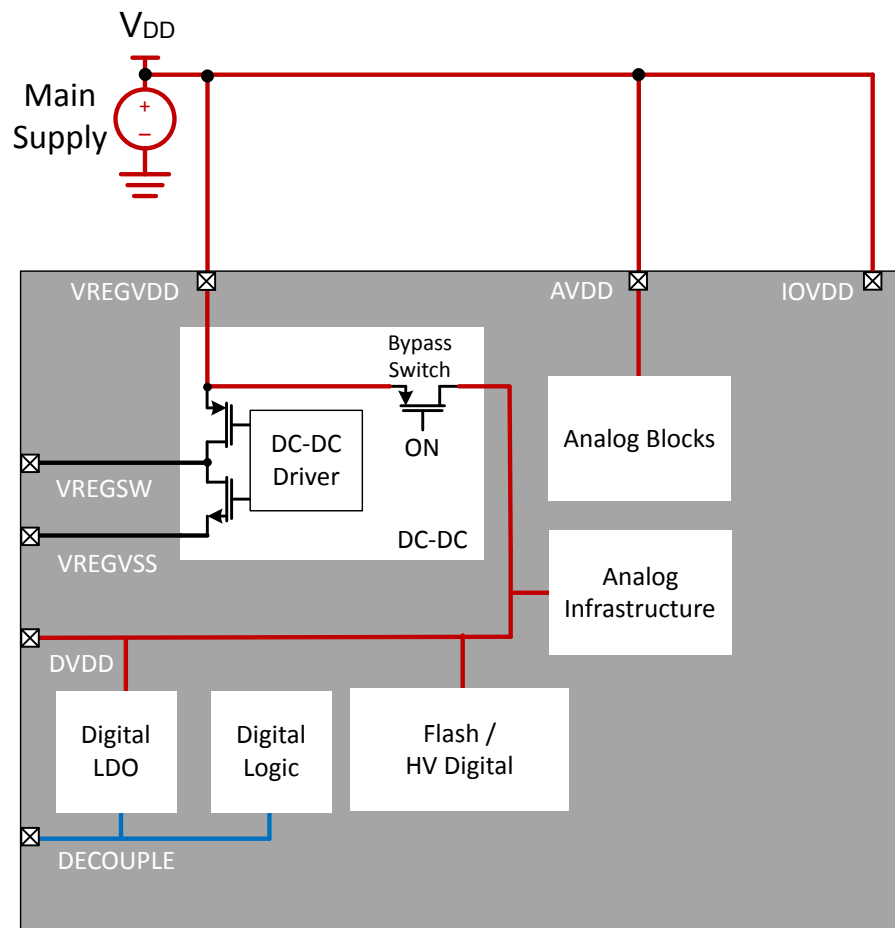 VDD
Main
Supply
+
−
VREGVDD
AVDD
IOVDD
Bypass
Switch
ON
DC-DC
Driver
Analog Blocks
VREGSW
VREGVSS
DC-DC
Analog
Infrastructure
DVDD
Digital
LDO
Digital
Logic
Flash /
HV Digital
DECOUPLE